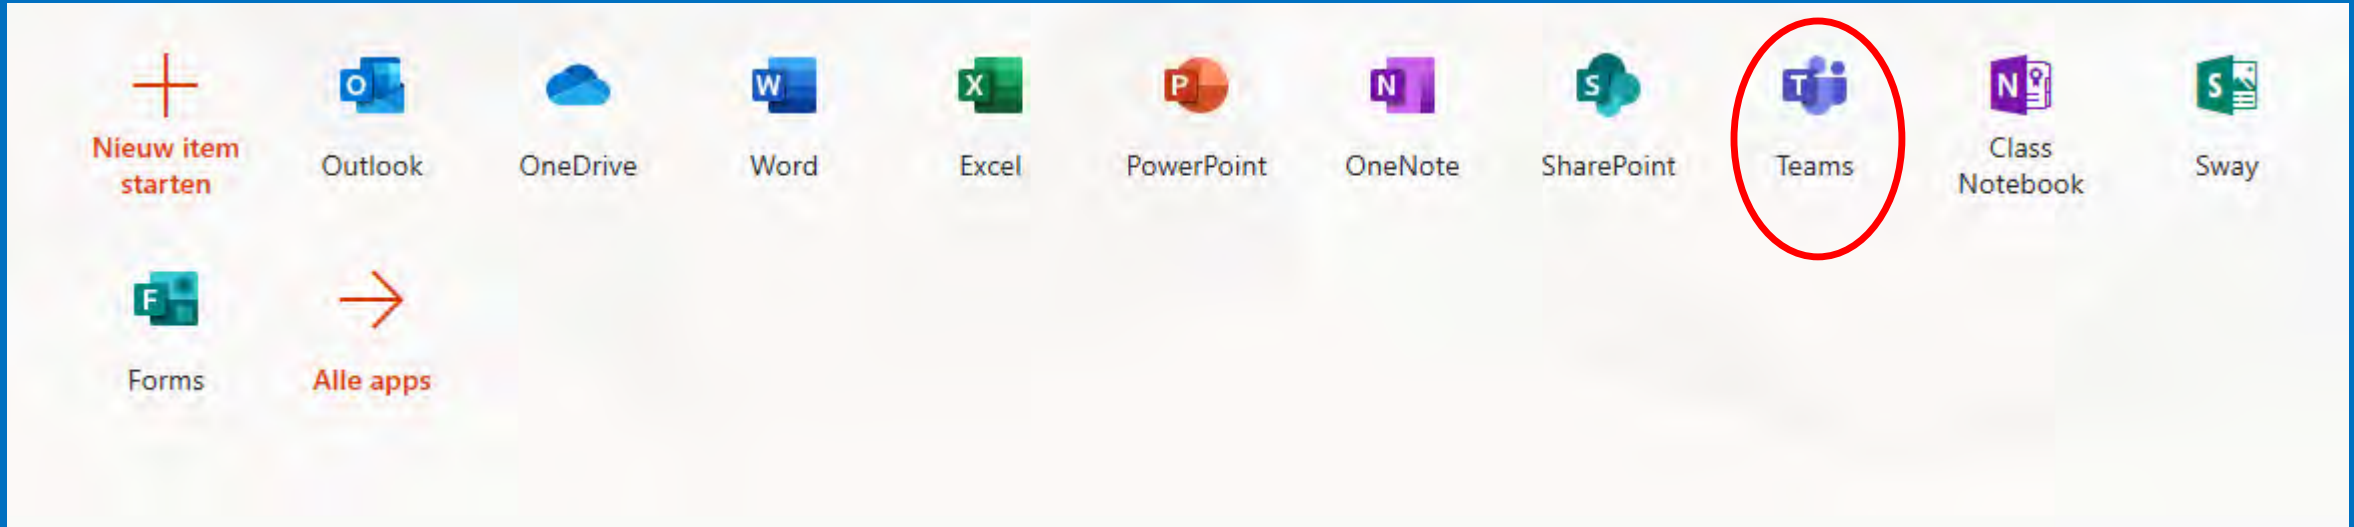 Nieuw item
starten
Outlook
OneDrive
Word
Excel
PowerPoint
OneNote
SharePoint
Teams
Class
Notebook
Sway
Forms
Alle apps